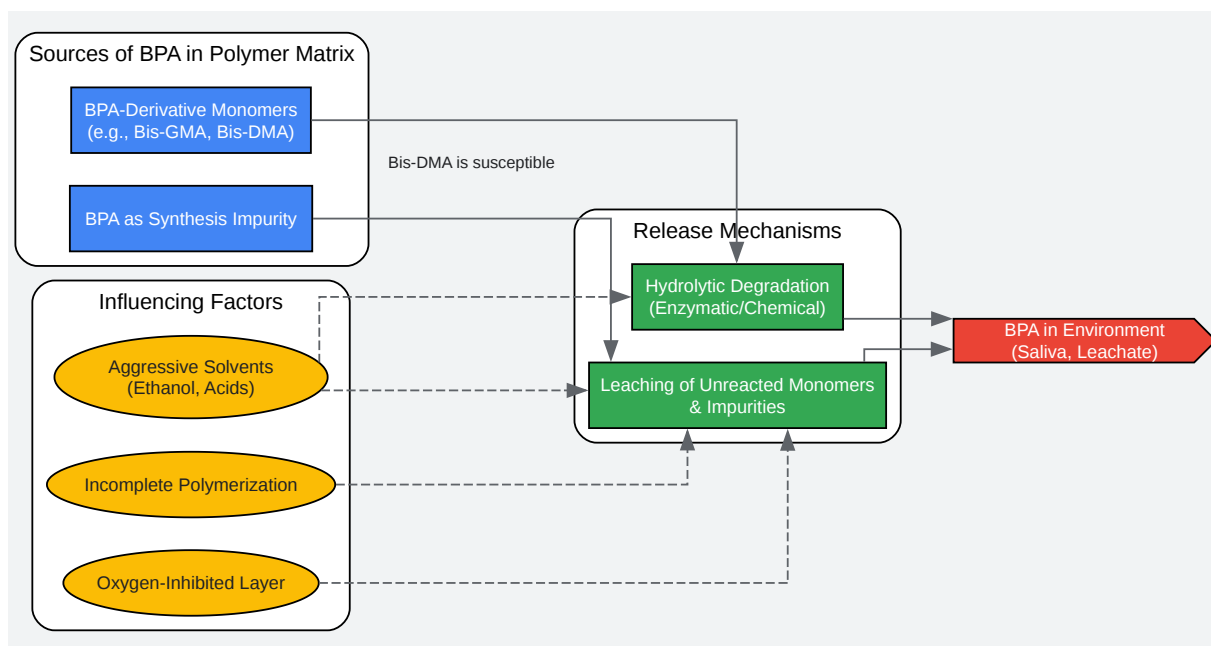 Sources of BPA in Polymer Matrix
BPA-Derivative Monomers
(e.g., Bis-GMA, Bis-DMA)
Bis-DMA is susceptible
BPA as Synthesis Impurity
Release Mechanisms
Hydrolytic Degradation
(Enzymatic/Chemical)
Leaching of Unreacted Monomers
& Impurities
BPA in Environment
(Saliva, Leachate)
Influencing Factors
Aggressive Solvents
(Ethanol, Acids)
Incomplete Polymerization
Oxygen-Inhibited Layer